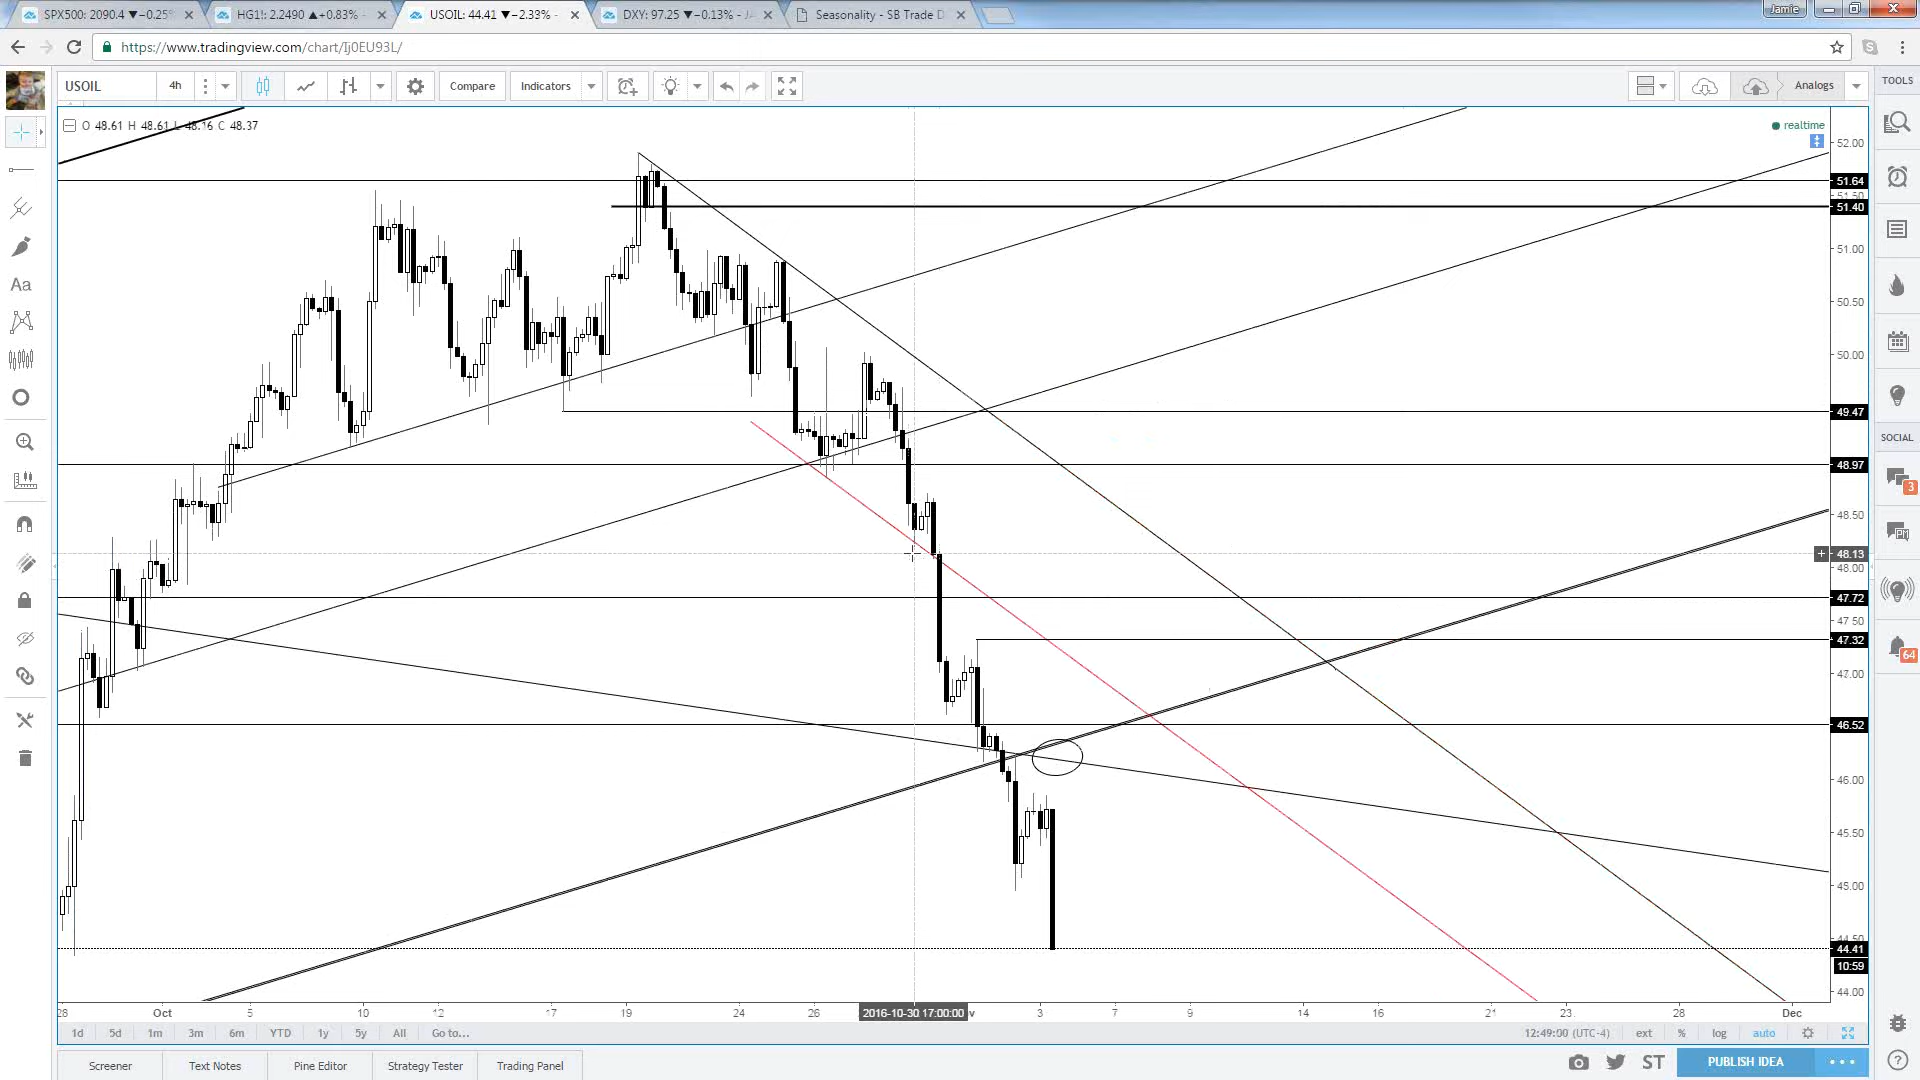 SPX500: 2090.4 ▼−0.25%
HG1!: 2.2490 ▲+0.83% -
USOIL: 44.41 ▼−2.33% -
DXY: 97.25 ▼−0.13% -
Seasonality - SB Trade D
Jamie
https://www.tradingview.com/chart/Ij0EU93L/
USOIL
4h
Compare
Indicators
Analogs
TOOLS
O 48.61 H 48.61 L 48.16 C 48.37
realtime
52.00
51.64
51.40
51.00
50.50
50.00
49.47
48.97
48.50
48.13
48.00
47.72
47.50
47.32
47.00
46.52
46.00
45.50
45.00
44.41
10:59
44.00
Aa
SOCIAL
3
64
28 Oct 5 10 12 17 19 24 26 2016-10-30 17:00:00 3 7 9 14 16 21 23 28 Dec
1d 5d 1m 3m 6m YTD 1y 5y All Go to...
12:49:00 (UTC-4) ext % log auto
Screener Text Notes Pine Editor Strategy Tester Trading Panel
ST PUBLISH IDEA